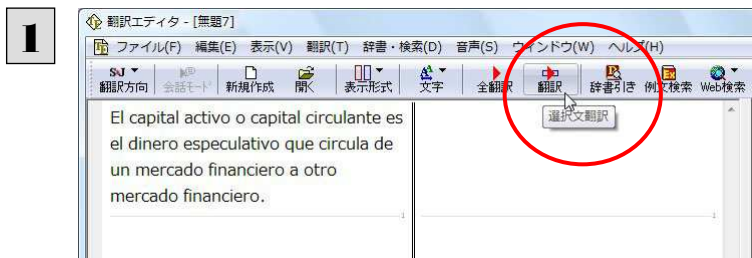 1
翻訳エディタ - [無題7]
ファイル(F) 編集(E) 表示(V) 翻訳(T) 辞書・検索(D) 音声(S) ウィンドウ(W) ヘルプ(H)
SVJ
翻訳方向 会話モード 新規作成 開く 表示形式 文字 全翻訳 翻訳 辞書引き 例文検索 Web検索
選択文翻訳
El capital activo o capital circulante es
el dinero especulativo que circula de
un mercado financiero a otro
mercado financiero.
1 1